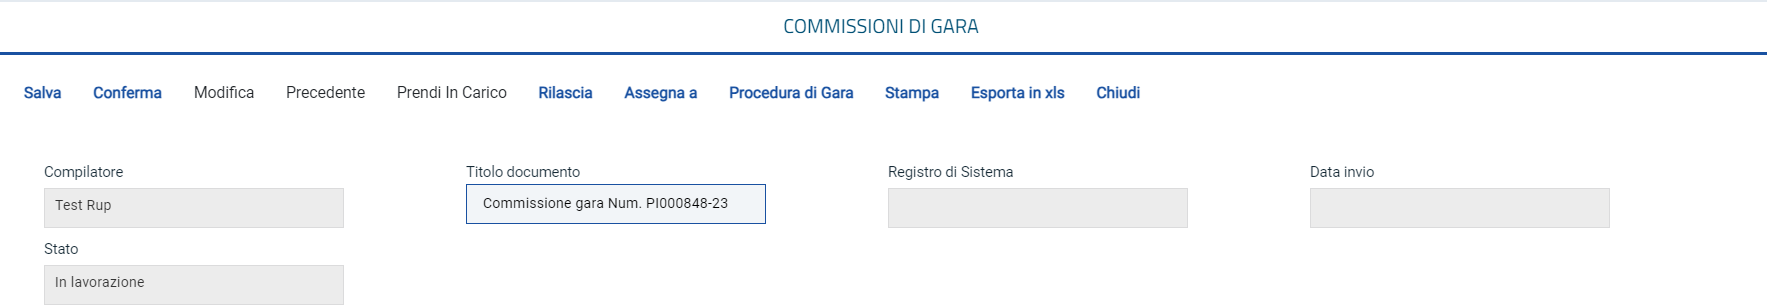 COMMISSIONI DI GARA
Salva Conferma Modifica Precedente Prendi In Carico Rilascia Assegna a Procedura di Gara Stampa Esporta in xls Chiudi
Compilatore Titolo documento Registro di Sistema Data invio
Test Rup Commissione gara Num. PI000848-23
Stato
In lavorazione